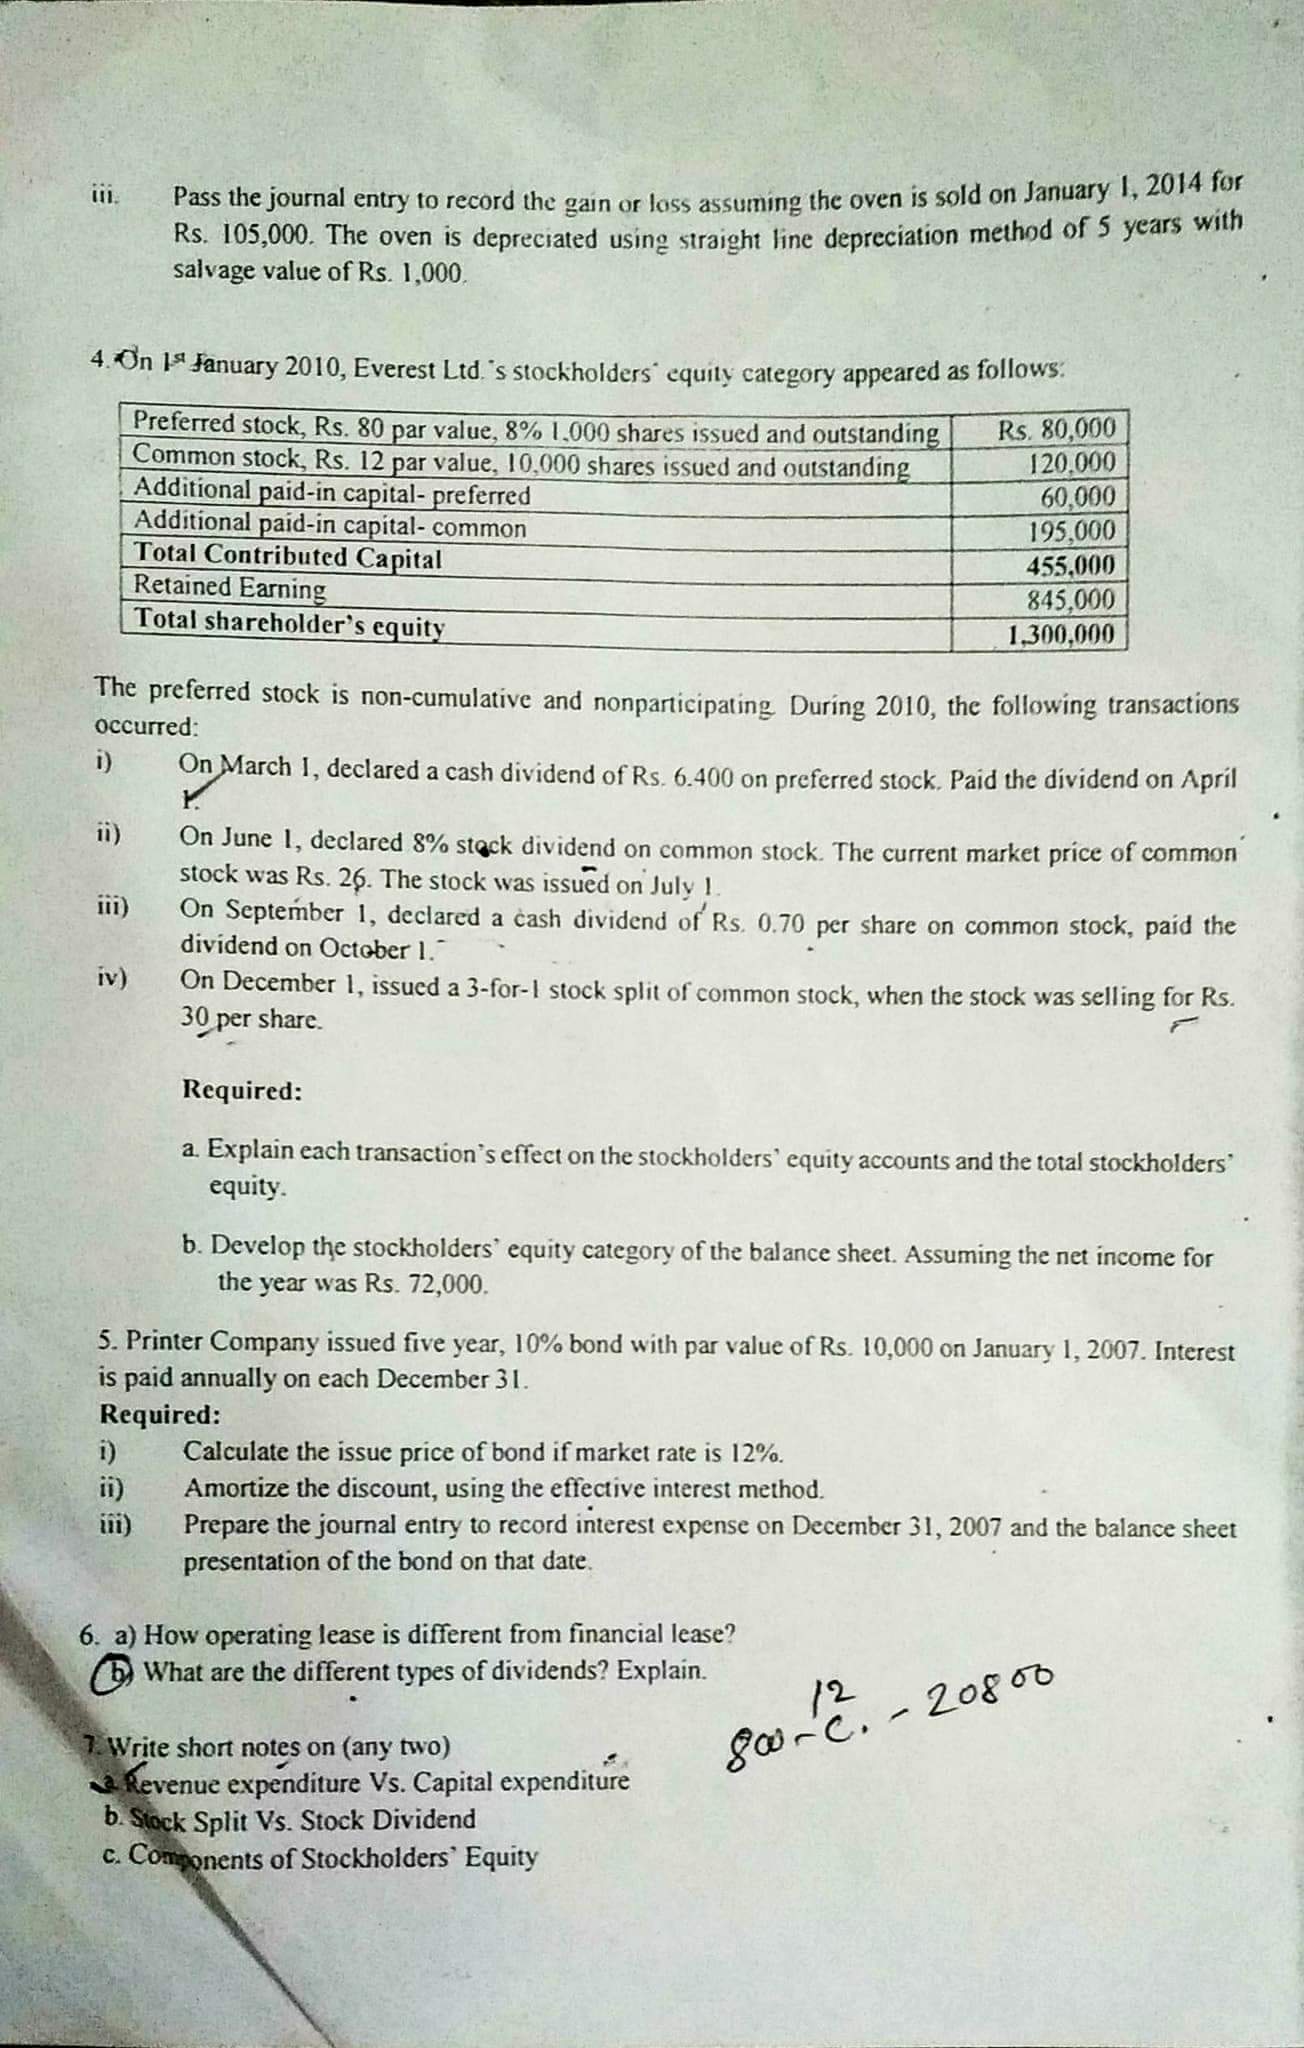 iii. Pass the journal entry to record the gain or loss assuming the oven is sold on January 1, 2014 for
Rs. 105,000. The oven is depreciated using straight line depreciation method of 5 years with
salvage value of Rs. 1,000.
4. On 1st January 2010, Everest Ltd.'s stockholders' equity category appeared as follows:
Preferred stock, Rs. 80 par value, 8% 1,000 shares issued and outstanding Rs. 80,000
Common stock, Rs. 12 par value, 10,000 shares issued and outstanding 120,000
Additional paid-in capital- preferred 60,000
Additional paid-in capital- common 195,000
Total Contributed Capital 455,000
Retained Earning 845,000
Total shareholder's equity 1,300,000
The preferred stock is non-cumulative and nonparticipating. During 2010, the following transactions
occurred:
i) On March 1, declared a cash dividend of Rs. 6,400 on preferred stock. Paid the dividend on April
1.
ii) On June 1, declared 8% stock dividend on common stock. The current market price of common
stock was Rs. 26. The stock was issued on July 1.
iii) On September 1, declared a cash dividend of Rs. 0.70 per share on common stock, paid the
dividend on October 1.
iv) On December 1, issued a 3-for-1 stock split of common stock, when the stock was selling for Rs.
30 per share.
Required:
a. Explain each transaction's effect on the stockholders' equity accounts and the total stockholders'
equity.
b. Develop the stockholders' equity category of the balance sheet. Assuming the net income for
the year was Rs. 72,000.
5. Printer Company issued five year, 10% bond with par value of Rs. 10,000 on January 1, 2007. Interest
is paid annually on each December 31.
Required:
i) Calculate the issue price of bond if market rate is 12%.
ii) Amortize the discount, using the effective interest method.
iii) Prepare the journal entry to record interest expense on December 31, 2007 and the balance sheet
presentation of the bond on that date.
6. a) How operating lease is different from financial lease?
b) What are the different types of dividends? Explain.
12
800 - C. - 20800
7. Write short notes on (any two)
a. Revenue expenditure Vs. Capital expenditure
b. Stock Split Vs. Stock Dividend
c. Components of Stockholders' Equity